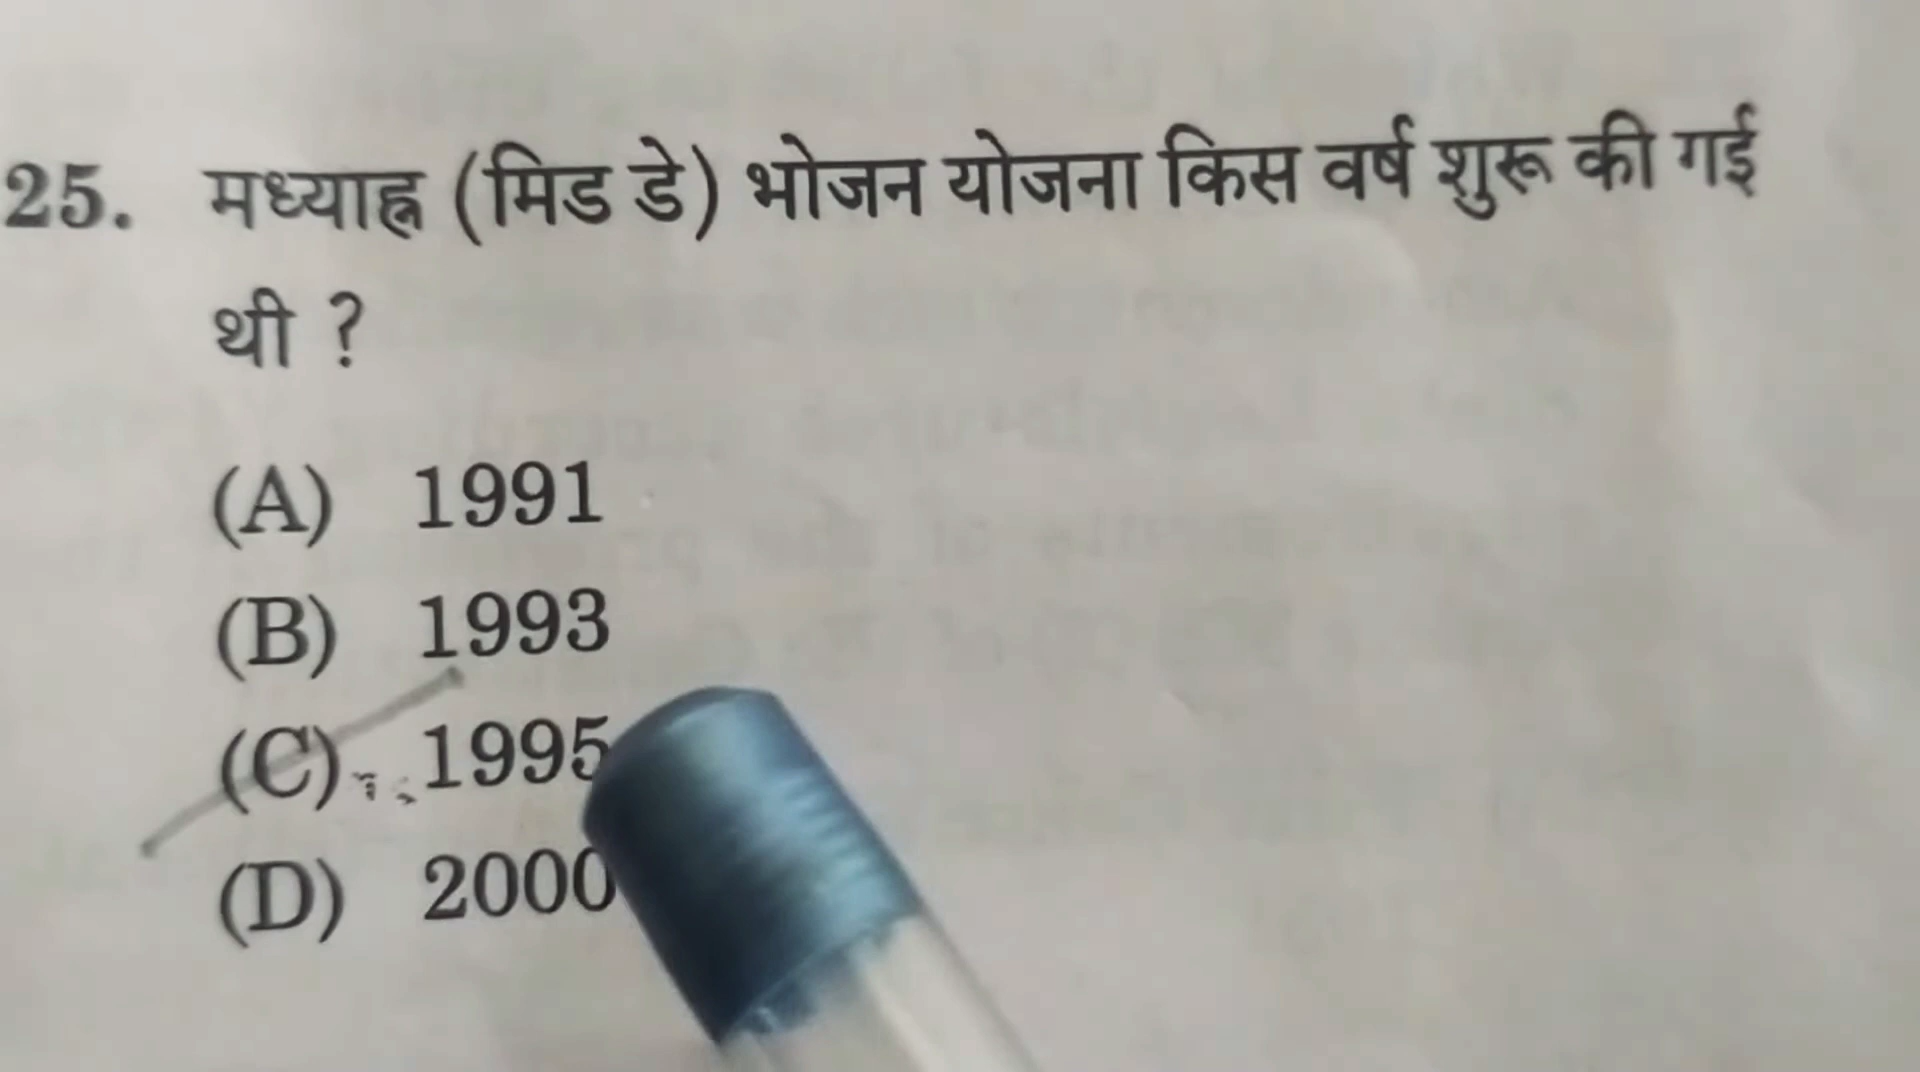 25. मध्याह्न (मिड डे) भोजन योजना किस वर्ष शुरू की गई
थी ?
(A) 1991
(B) 1993
(C) 1995
(D) 2000